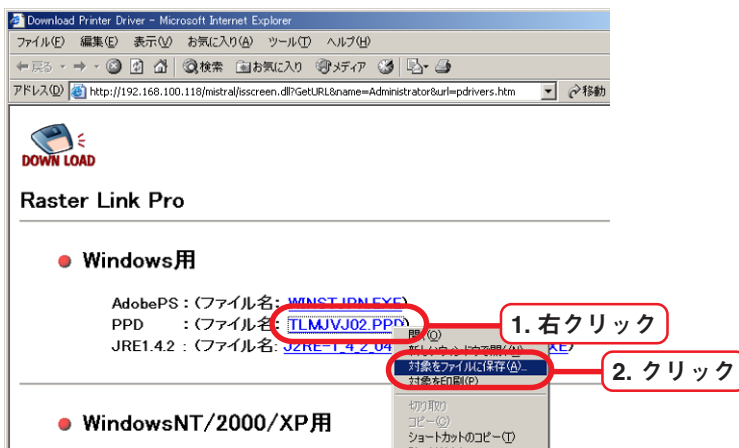 Download Printer Driver - Microsoft Internet Explorer
ファイル(F) 編集(E) 表示(V) お気に入り(A) ツール(T) ヘルプ(H)
戻る 検索 お気に入り メディア
アドレス(D) http://192.168.100.118/mistral/isscreen.dll?GetURL&name=Administrator&url=pdrivers.htm 移動
DOWN LOAD
Raster Link Pro
Windows用
AdobePS : (ファイル名: WINSTJPN.EXE)
PPD : (ファイル名: TLMJVJ02.PPD)
JRE1.4.2 : (ファイル名: J2RE-1_4_2_04
開く(O)
対象をファイルに保存(A)...
対象を印刷(P)
切り取り
コピー(C)
ショートカットのコピー(T)
1. 右クリック
2. クリック
WindowsNT/2000/XP用